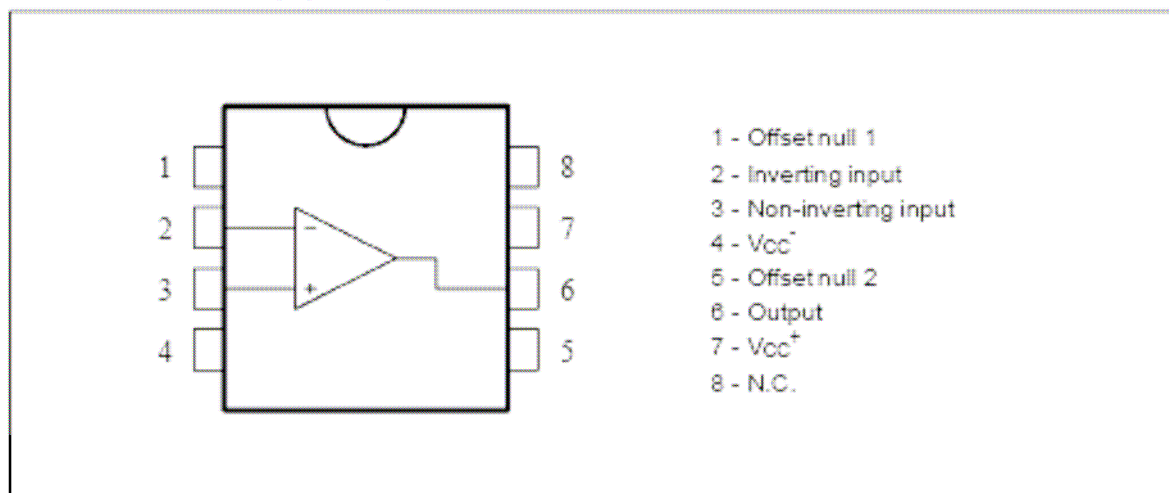 1
2
3
4
8
7
6
5
−
+
1 - Offset null 1
2 - Inverting input
3 - Non-inverting input
4 - VCC-
5 - Offset null 2
6 - Output
7 - VCC+
8 - N.C.